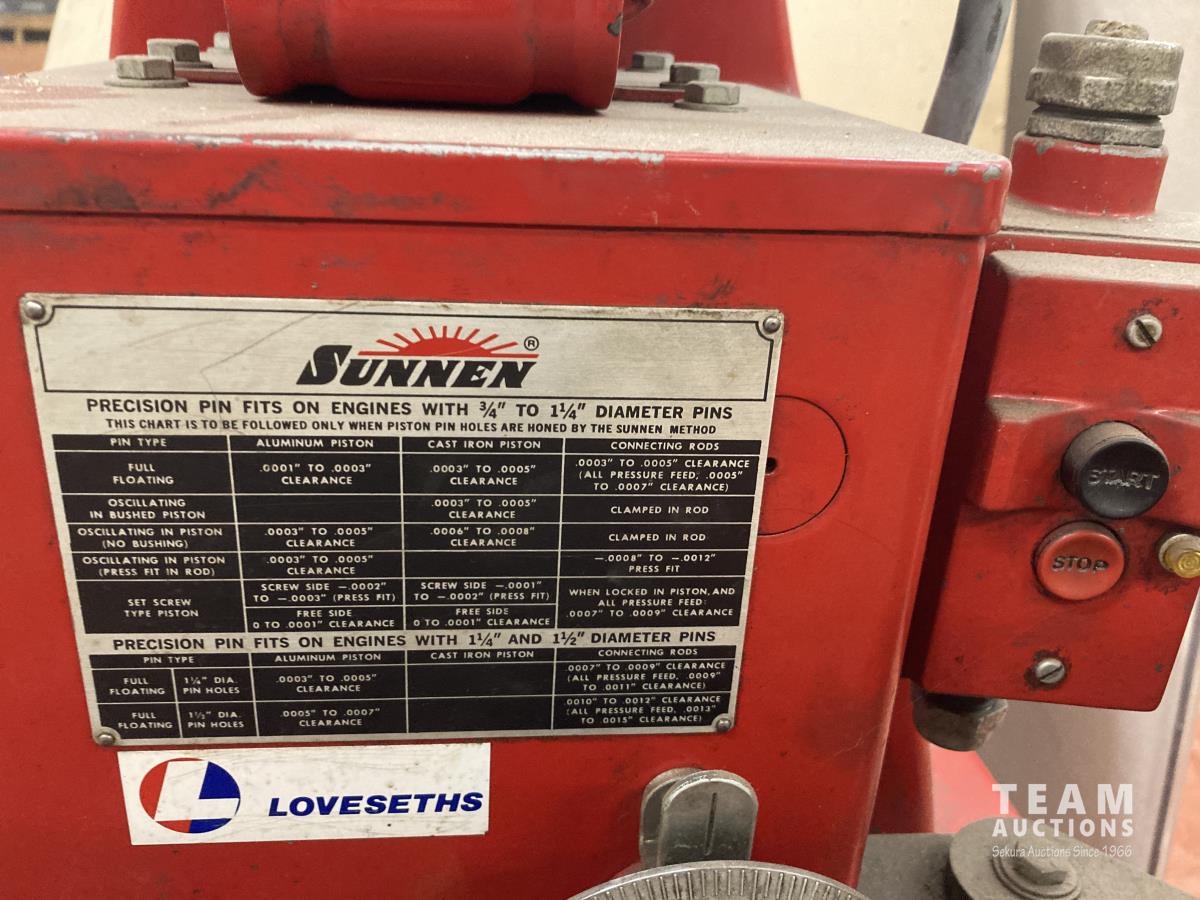 SUNNEN®
PRECISION PIN FITS ON ENGINES WITH ¾" TO 1¼" DIAMETER PINS
THIS CHART IS TO BE FOLLOWED ONLY WHEN PISTON PIN HOLES ARE HONED BY THE SUNNEN METHOD
PIN TYPE ALUMINUM PISTON CAST IRON PISTON CONNECTING RODS
FULL FLOATING
.0001" TO .0003" CLEARANCE
.0003" TO .0005" CLEARANCE
.0003" TO .0005" CLEARANCE
(ALL PRESSURE FEED, .0005"
TO .0007" CLEARANCE)
OSCILLATING
IN BUSHED PISTON
.0003" TO .0005"
CLEARANCE
CLAMPED IN ROD
OSCILLATING IN PISTON
(NO BUSHING)
.0003" TO .0005"
CLEARANCE
.0006" TO .0008"
CLEARANCE
CLAMPED IN ROD
OSCILLATING IN PISTON
(PRESS FIT IN ROD)
.0003" TO .0005"
CLEARANCE
−.0008" TO −.0012"
PRESS FIT
SET SCREW
TYPE PISTON
SCREW SIDE −.0002"
TO −.0003" (PRESS FIT)
FREE SIDE
0 TO .0001" CLEARANCE
SCREW SIDE −.0001"
TO −.0002" (PRESS FIT)
FREE SIDE
0 TO .0001" CLEARANCE
WHEN LOCKED IN PISTON, AND
ALL PRESSURE FEED:
.0007" TO .0009" CLEARANCE
PRECISION PIN FITS ON ENGINES WITH 1¼" AND 1½" DIAMETER PINS
PIN TYPE ALUMINUM PISTON CAST IRON PISTON CONNECTING RODS
FULL
FLOATING
1¼" DIA.
PIN HOLES
.0003" TO .0005"
CLEARANCE
.0007" TO .0009" CLEARANCE
(ALL PRESSURE FEED, .0009"
TO .0011" CLEARANCE)
FULL
FLOATING
1½" DIA.
PIN HOLES
.0005" TO .0007"
CLEARANCE
.0010" TO .0012" CLEARANCE
(ALL PRESSURE FEED, .0013"
TO .0015" CLEARANCE)
START
STOP
L LOVESETHS
TEAM
AUCTIONS
Sekura Auctions Since 1966